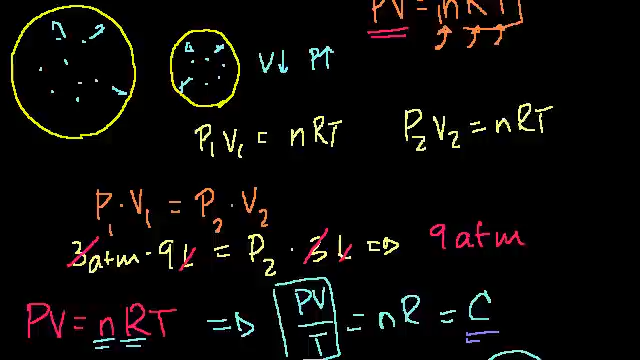 PV = nRT
V↓ P↑
P₁V₁ = nRT P₂V₂ = nRT
P₁ · V₁ = P₂ · V₂
3atm · 9L = P₂ · 3L ⇒ 9atm
PV = nRT ⇒ PV/T = nR = C